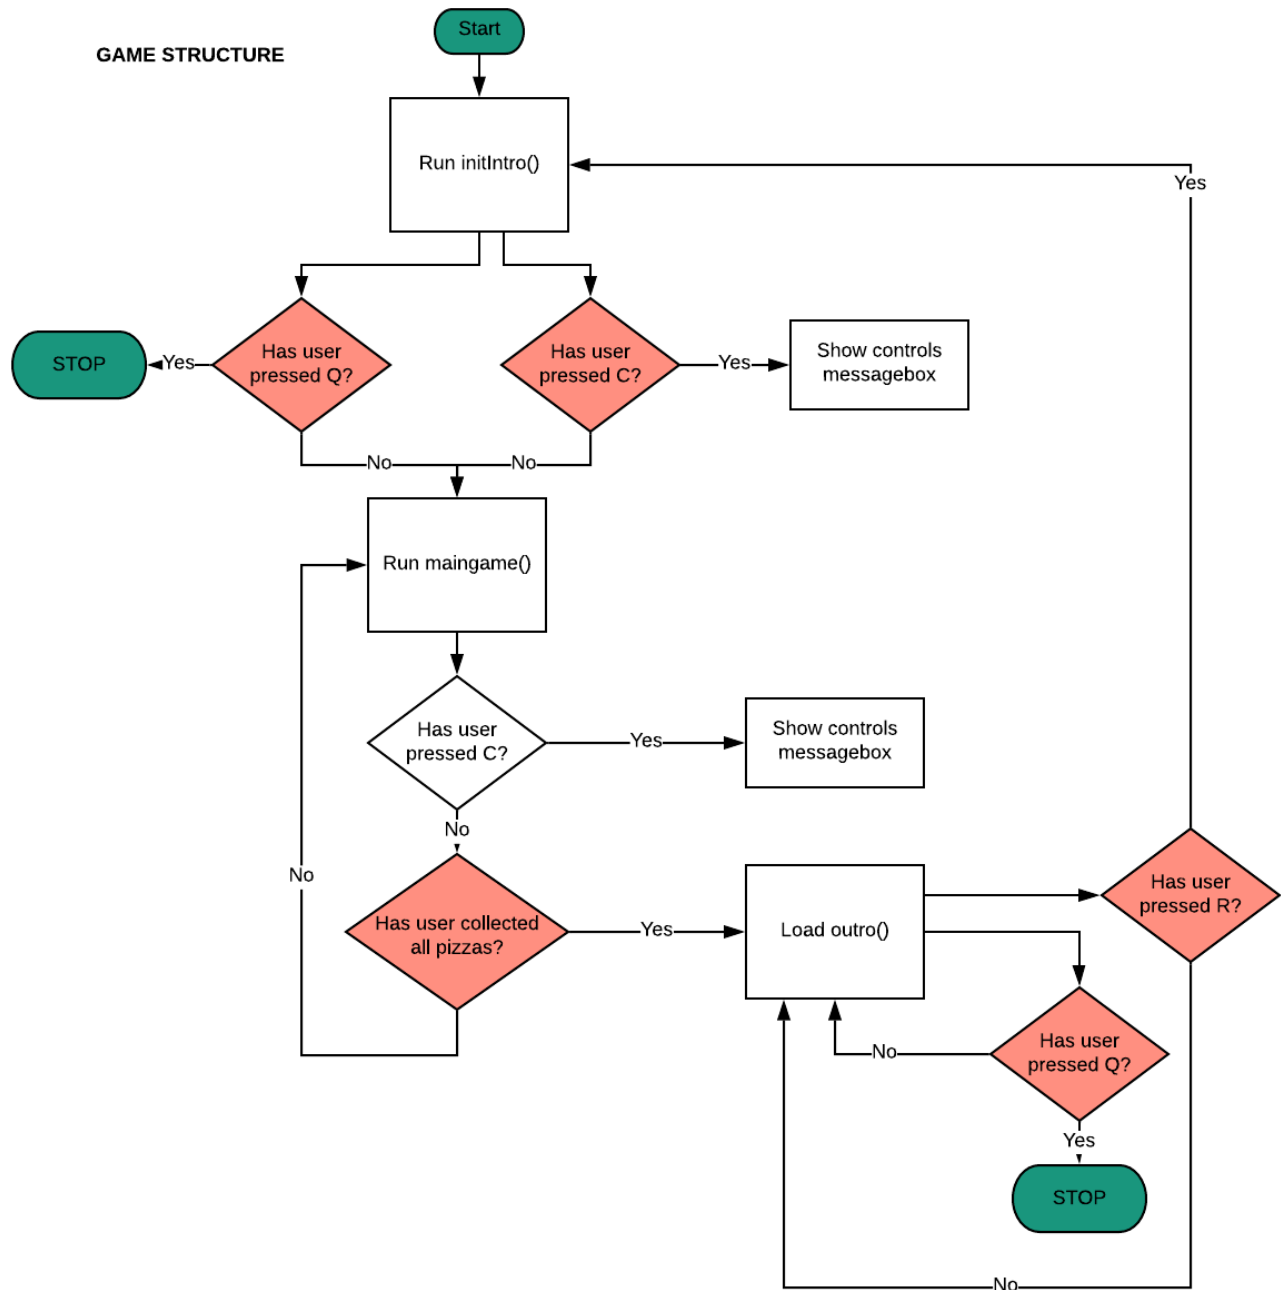 Start
GAME STRUCTURE
Run initIntro()
Yes
Has user
pressed Q?
Has user
pressed C?
STOP
Yes
Yes
Show controls
messagebox
No
No
Run maingame()
Has user
pressed C?
Yes
Show controls
messagebox
No
No
Has user collected
all pizzas?
Yes
Load outro()
Has user
pressed R?
Has user
pressed Q?
No
Yes
STOP
No